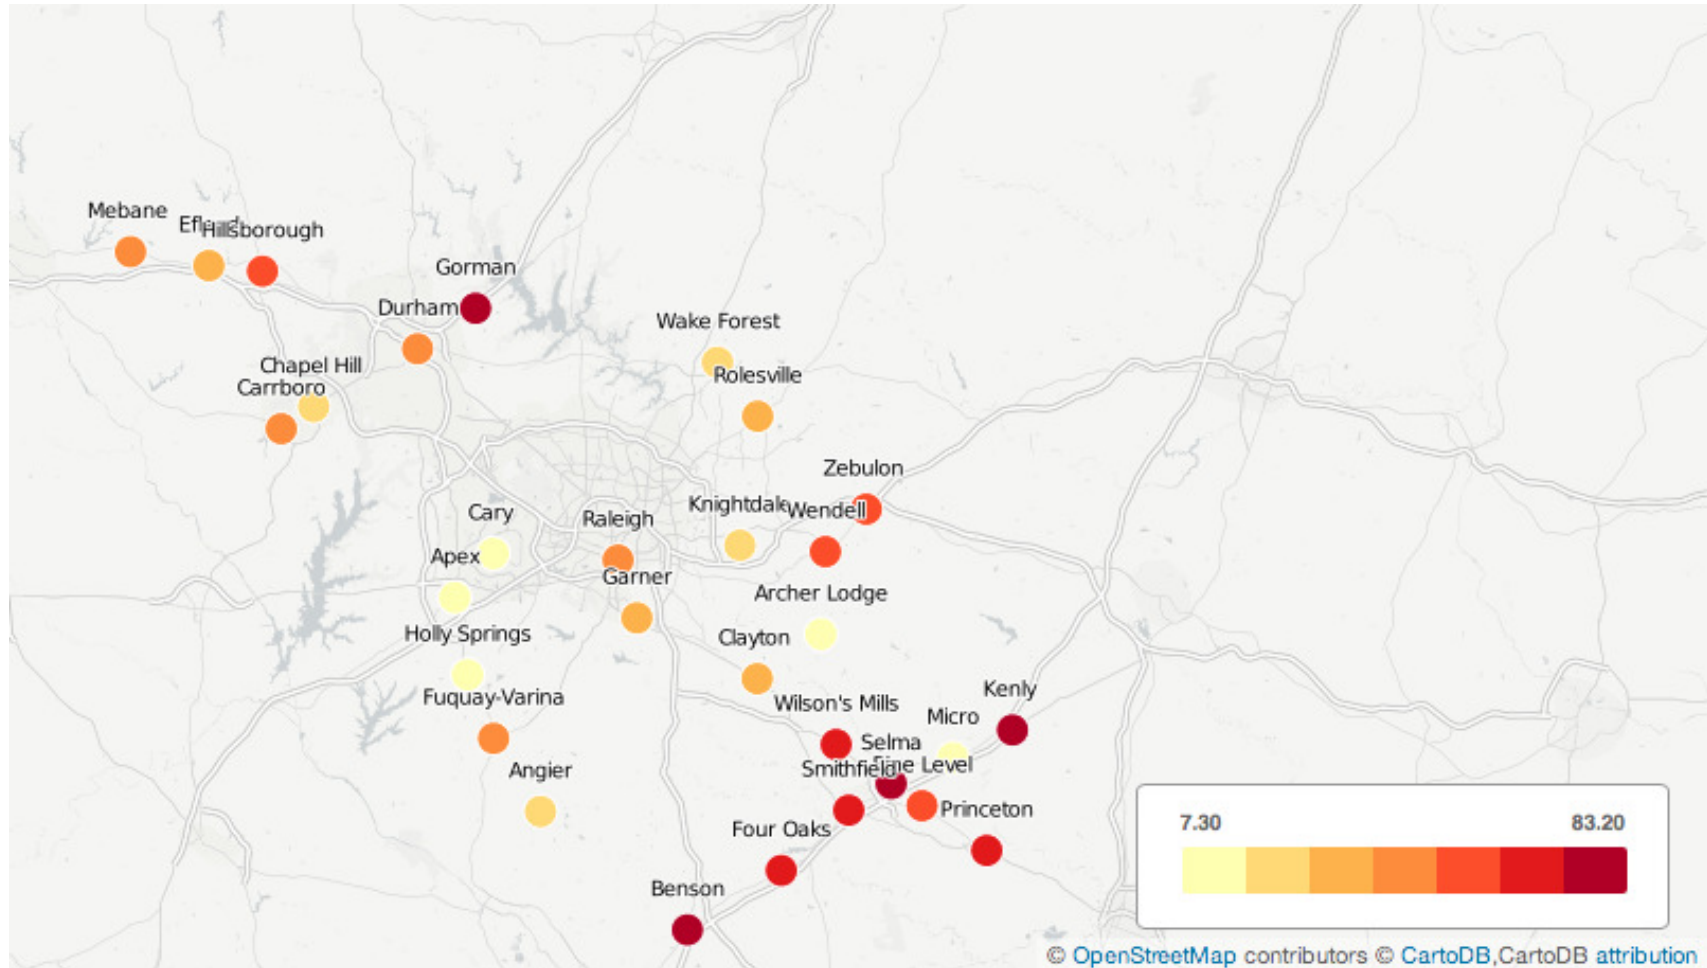 Mebane
Hillsborough
Gorman
Durham
Wake Forest
Chapel Hill
Rolesville
Carrboro
Zebulon
Knightdale
Wendell
Cary
Raleigh
Apex
Garner
Archer Lodge
Holly Springs
Clayton
Fuquay-Varina
Kenly
Wilson's Mills
Micro
Selma
Pine Level
Smithfield
Angier
Princeton
Four Oaks
Benson
7.30 83.20
© OpenStreetMap contributors © CartoDB,CartoDB attribution